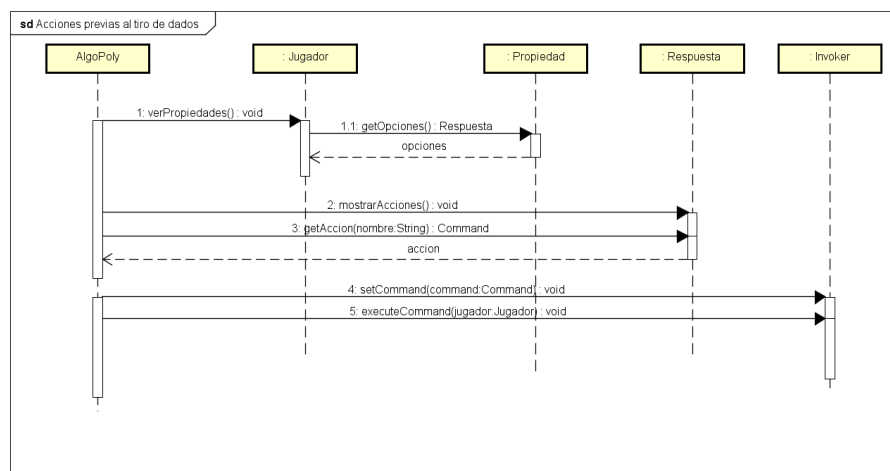 sd Acciones previas al tiro de dados
AlgoPoly
: Jugador
: Propiedad
: Respuesta
: Invoker
1: verPropiedades() : void
1.1: getOpciones() : Respuesta
opciones
2: mostrarAcciones() : void
3: getAccion(nombre:String) : Command
accion
4: setCommand(command:Command) : void
5: executeCommand(jugador:Jugador) : void